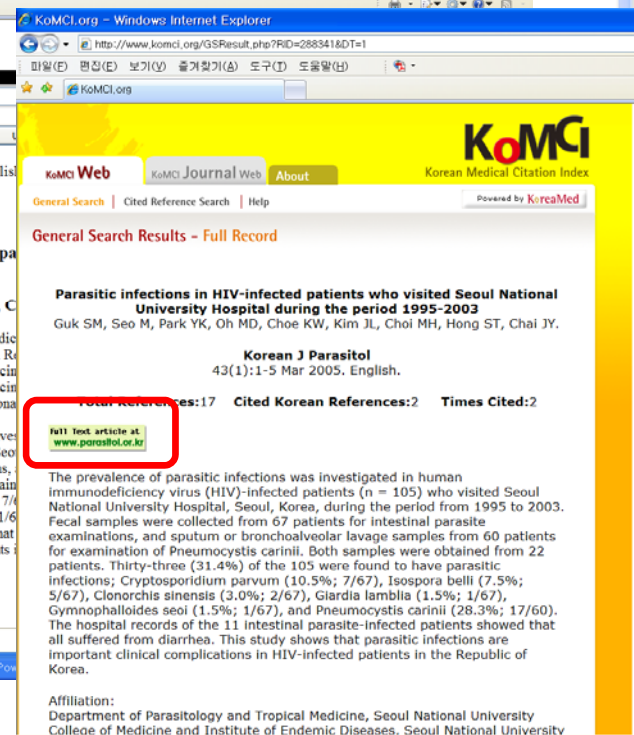 KoMCI.org - Windows Internet Explorer
http://www.komci.org/GSResult.php?RID=288341&DT=1
파일(F) 편집(E) 보기(V) 즐겨찾기(A) 도구(T) 도움말(H)
KoMCI.org
KoMCI
Korean Medical Citation Index
KoMCI Web KoMCI Journal Web About
General Search | Cited Reference Search | Help
Powered by KoreaMed
General Search Results - Full Record
Parasitic infections in HIV-infected patients who visited Seoul National
University Hospital during the period 1995-2003
Guk SM, Seo M, Park YK, Oh MD, Choe KW, Kim JL, Choi MH, Hong ST, Chai JY.
Korean J Parasitol
43(1):1-5 Mar 2005. English.
Total References:17 Cited Korean References:2 Times Cited:2
Full Text article at
www.parasitol.or.kr
The prevalence of parasitic infections was investigated in human
immunodeficiency virus (HIV)-infected patients (n = 105) who visited Seoul
National University Hospital, Seoul, Korea, during the period from 1995 to 2003.
Fecal samples were collected from 67 patients for intestinal parasite
examinations, and sputum or bronchoalveolar lavage samples from 60 patients
for examination of Pneumocystis carinii. Both samples were obtained from 22
patients. Thirty-three (31.4%) of the 105 were found to have parasitic
infections; Cryptosporidium parvum (10.5%; 7/67), Isospora belli (7.5%;
5/67), Clonorchis sinensis (3.0%; 2/67), Giardia lamblia (1.5%; 1/67),
Gymnophalloides seoi (1.5%; 1/67), and Pneumocystis carinii (28.3%; 17/60).
The hospital records of the 11 intestinal parasite-infected patients showed that
all suffered from diarrhea. This study shows that parasitic infections are
important clinical complications in HIV-infected patients in the Republic of
Korea.
Affiliation:
Department of Parasitology and Tropical Medicine, Seoul National University
College of Medicine and Institute of Endemic Diseases, Seoul National University